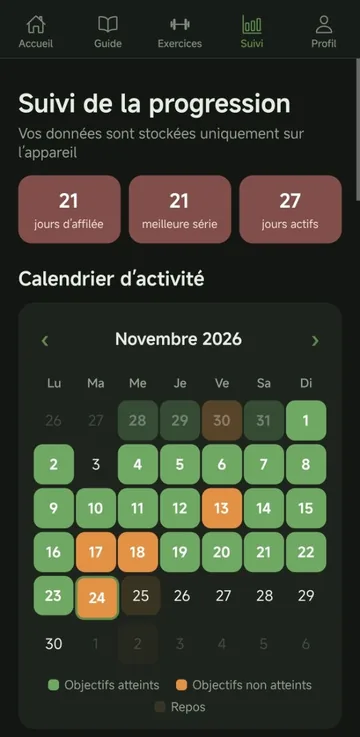 Accueil Guide Exercices Suivi Profil
Suivi de la progression
Vos données sont stockées uniquement sur
l'appareil
21 21 27
jours d'affilée meilleure série jours actifs
Calendrier d'activité
‹ Novembre 2026 ›
Lu Ma Me Je Ve Sa Di
26 27 28 29 30 31 1
2 3 4 5 6 7 8
9 10 11 12 13 14 15
16 17 18 19 20 21 22
23 24 25 26 27 28 29
30 1 2 3 4 5 6
Objectifs atteints Objectifs non atteints
Repos